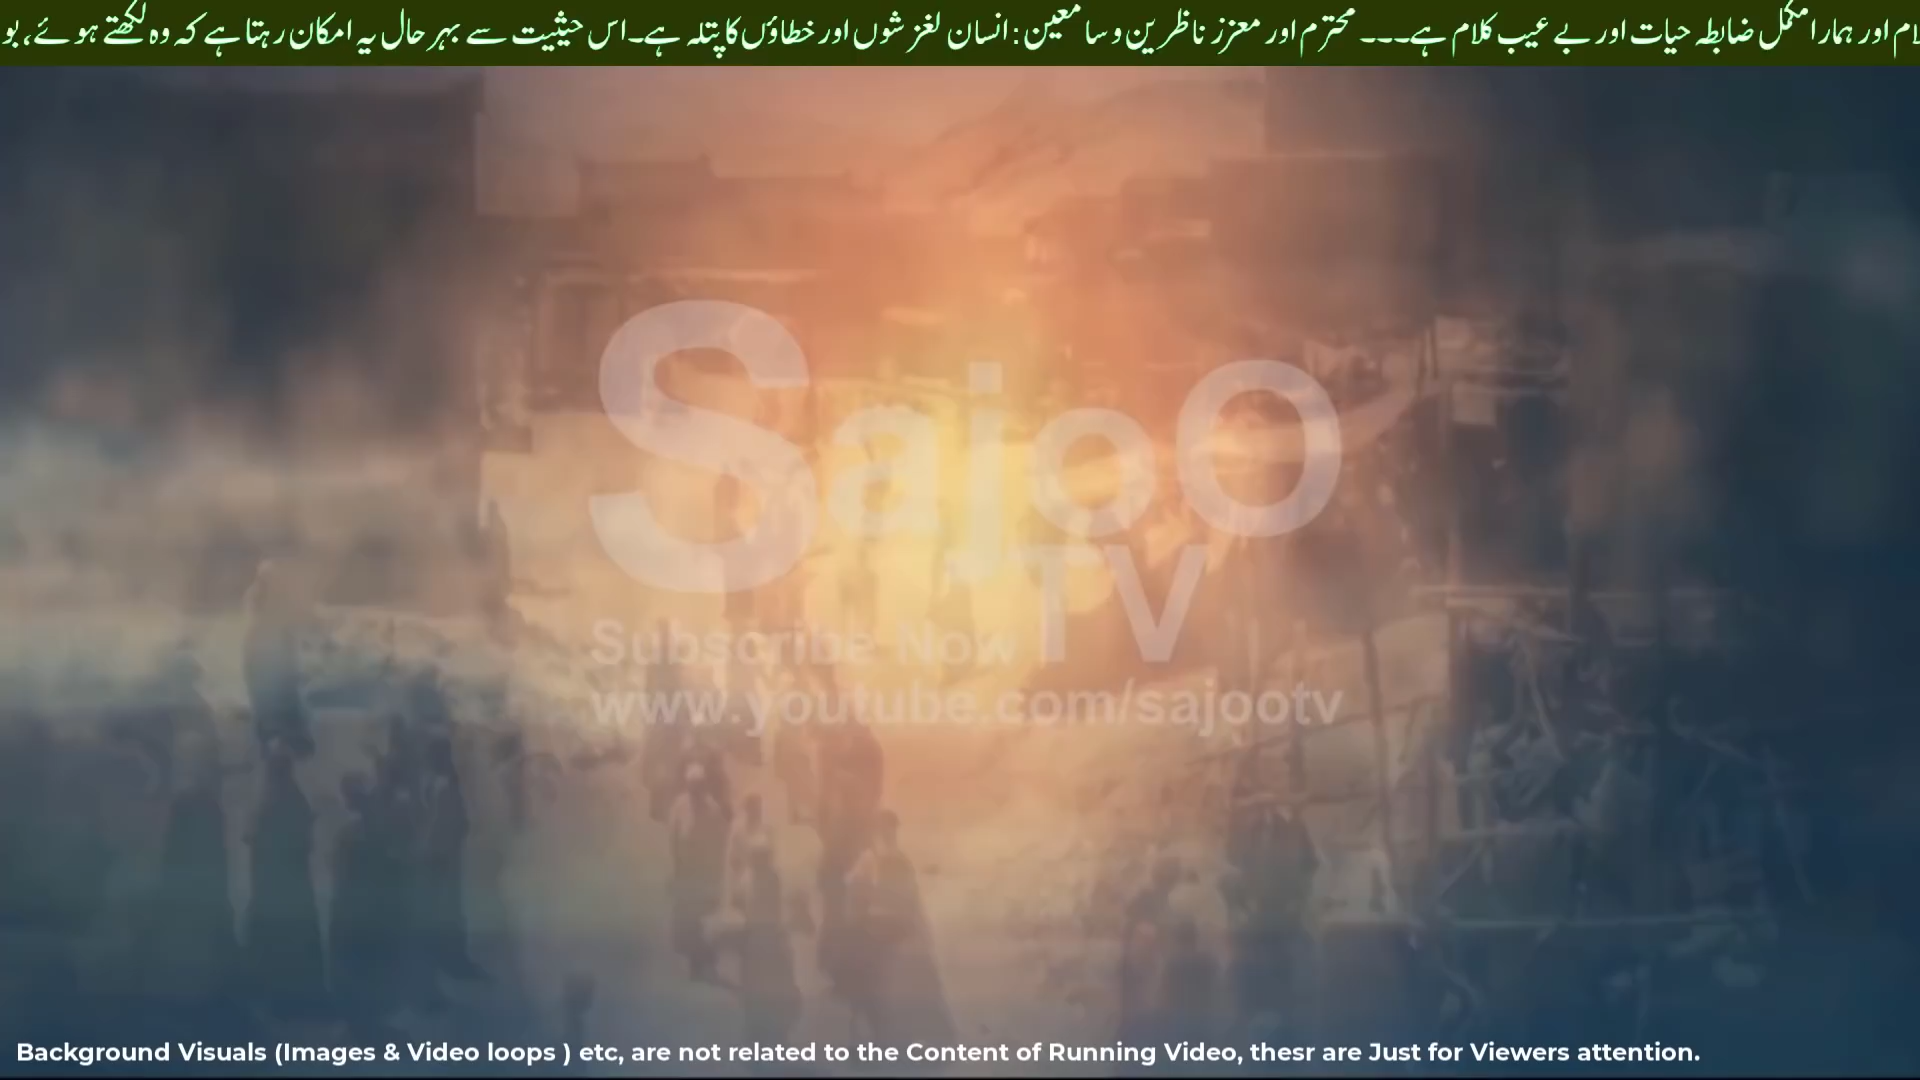 اور ہمارا مکمل ضابطہ حیات اور بے عیب کلام ہے۔۔۔ محترم اور معزز ناظرین و سامعین: انسان لغزشوں اور خطاؤں کا پتلہ ہے۔ اس حیثیت سے بہر حال یہ امکان رہتا ہے کہ وہ لکھتے ہوئے،
SajoO
TV
Subscribe Now
www.youtube.com/sajootv
Background Visuals (Images & Video loops ) etc, are not related to the Content of Running Video, thesr are Just for Viewers attention.